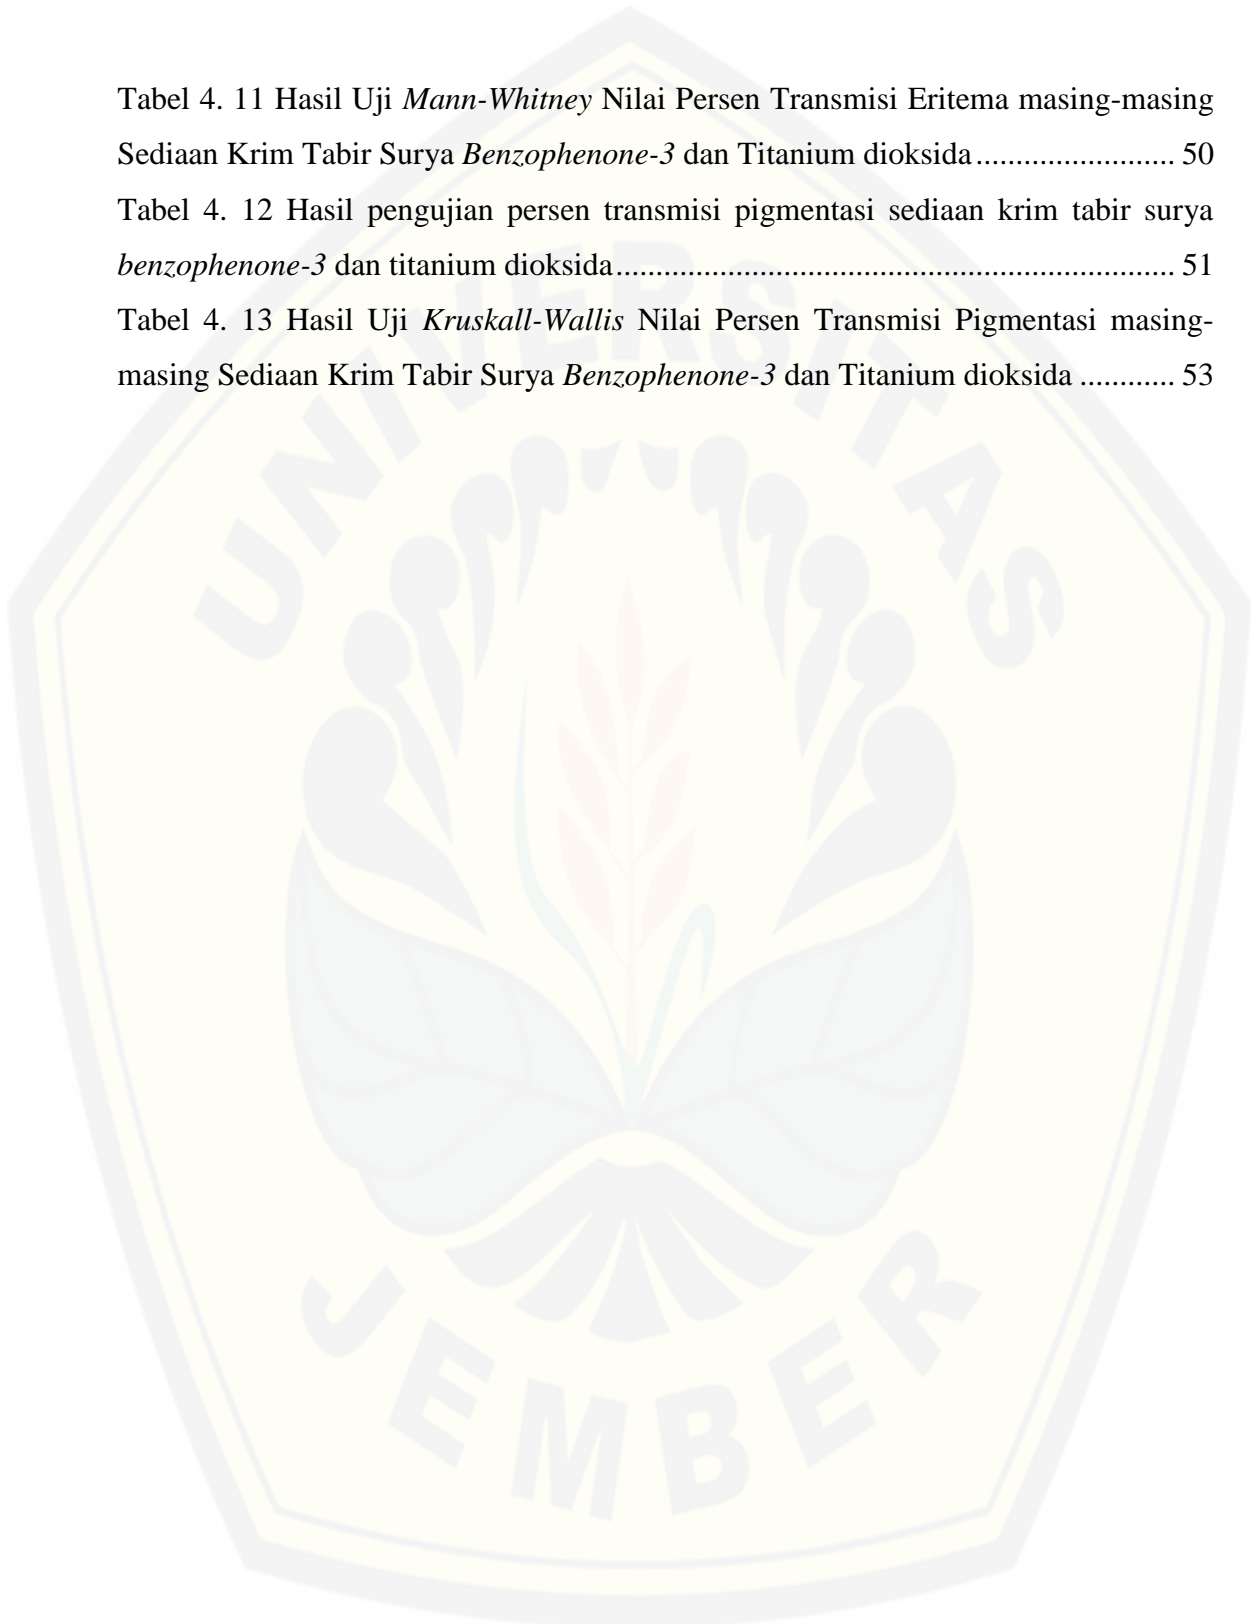 Tabel 4. 11 Hasil Uji Mann-Whitney Nilai Persen Transmisi Eritema masing-masing
Sediaan Krim Tabir Surya Benzophenone-3 dan Titanium dioksida......................... 50
Tabel 4. 12 Hasil pengujian persen transmisi pigmentasi sediaan krim tabir surya
benzophenone-3 dan titanium dioksida...................................................................... 51
Tabel 4. 13 Hasil Uji Kruskall-Wallis Nilai Persen Transmisi Pigmentasi masing-
masing Sediaan Krim Tabir Surya Benzophenone-3 dan Titanium dioksida ............ 53
UNIVERSITAS
JEMBER